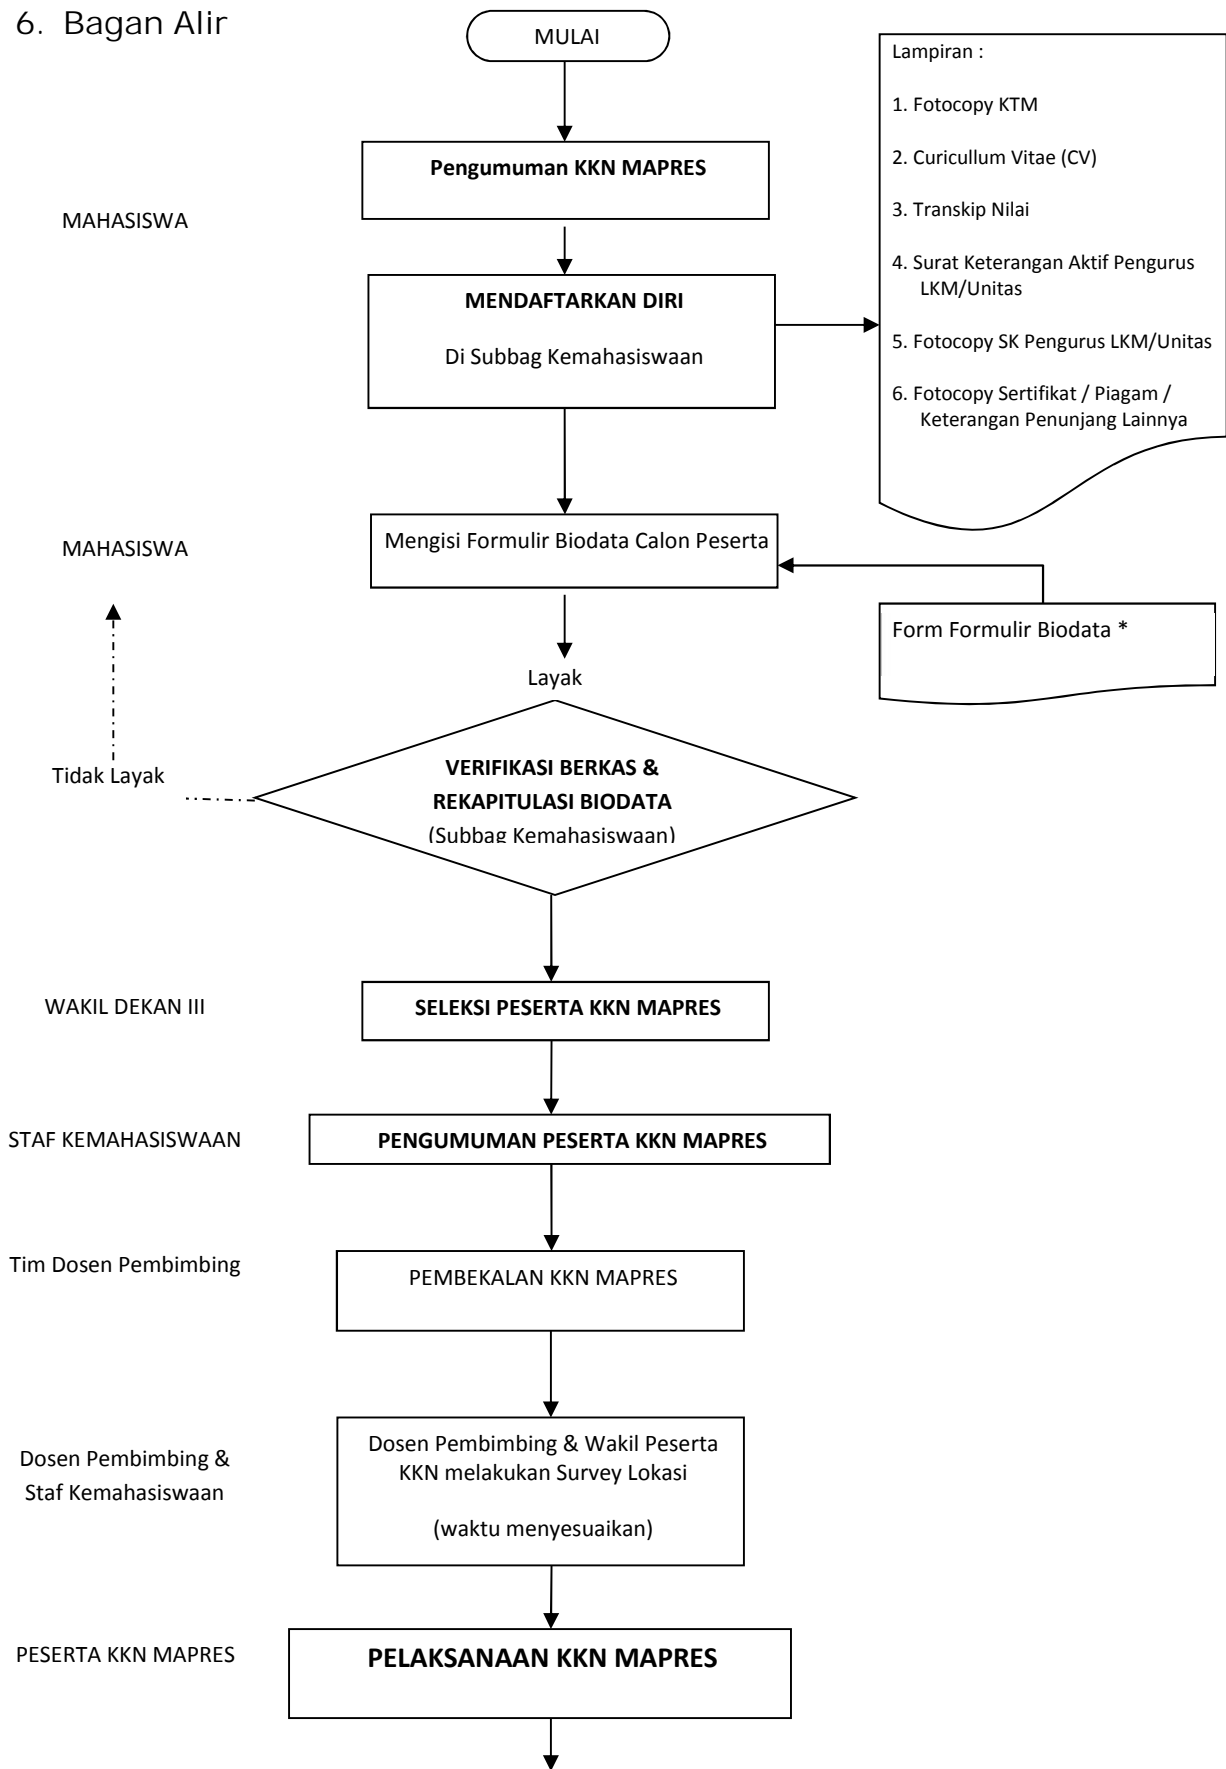 6. Bagan Alir
MULAI
Lampiran :
1. Fotocopy KTM
2. Curicullum Vitae (CV)
3. Transkip Nilai
4. Surat Keterangan Aktif Pengurus
LKM/Unitas
5. Fotocopy SK Pengurus LKM/Unitas
6. Fotocopy Sertifikat / Piagam /
Keterangan Penunjang Lainnya
Pengumuman KKN MAPRES
MAHASISWA
MENDAFTARKAN DIRI
Di Subbag Kemahasiswaan
MAHASISWA
Mengisi Formulir Biodata Calon Peserta
Form Formulir Biodata *
Layak
Tidak Layak
VERIFIKASI BERKAS &
REKAPITULASI BIODATA
(Subbag Kemahasiswaan)
WAKIL DEKAN III
SELEKSI PESERTA KKN MAPRES
STAF KEMAHASISWAAN
PENGUMUMAN PESERTA KKN MAPRES
Tim Dosen Pembimbing
PEMBEKALAN KKN MAPRES
Dosen Pembimbing &
Staf Kemahasiswaan
Dosen Pembimbing & Wakil Peserta
KKN melakukan Survey Lokasi
(waktu menyesuaikan)
PESERTA KKN MAPRES
PELAKSANAAN KKN MAPRES